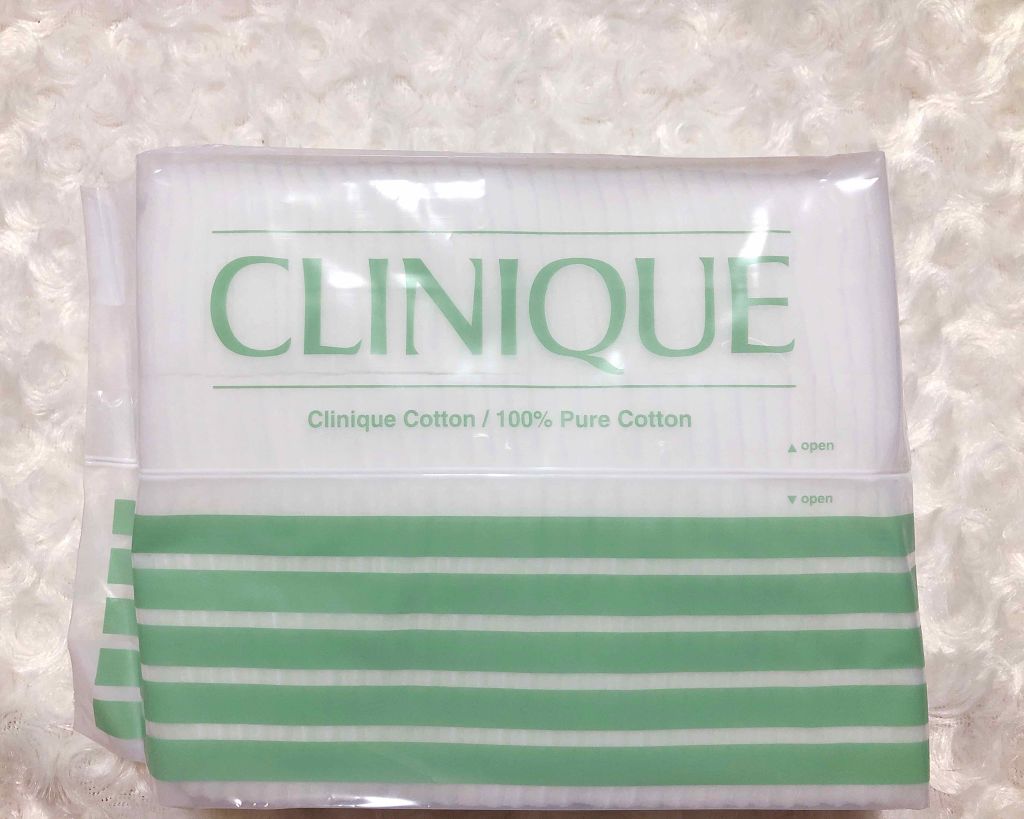 CLINIQUE
Clinique Cotton / 100% Pure Cotton
▲ open
▼ open